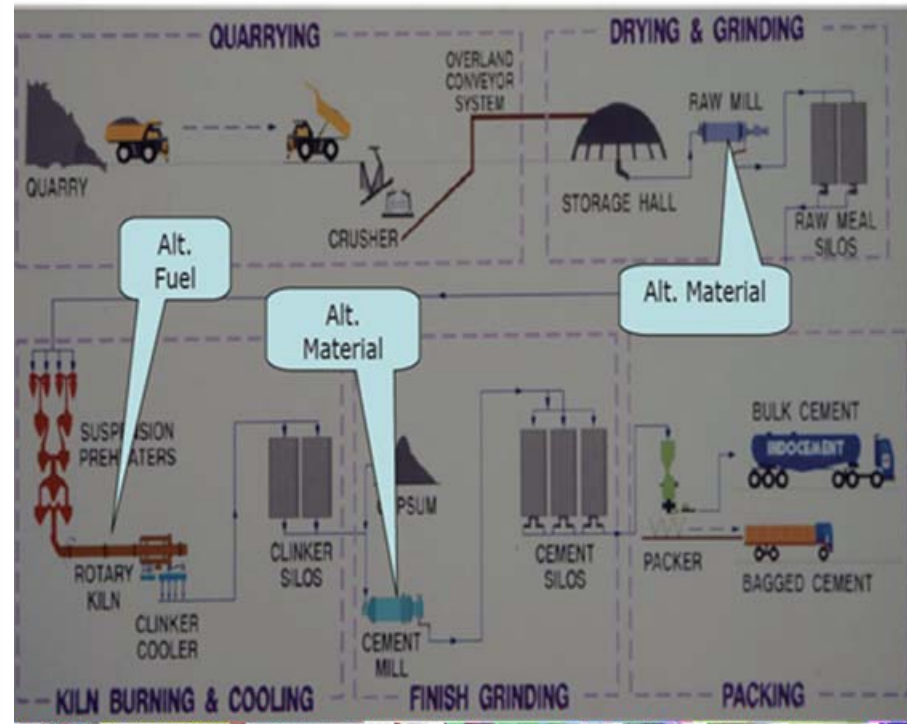 QUARRYING
DRYING & GRINDING
OVERLAND
CONVEYOR
SYSTEM
RAW MILL
QUARRY
CRUSHER
STORAGE HALL
RAW MEAL
SILOS
Alt.
Fuel
Alt.
Material
Alt. Material
SUSPENSION
PREHEATERS
ROTARY
KILN
CLINKER
COOLER
CLINKER
SILOS
CEMENT
MILL
CEMENT
SILOS
PACKER
BULK CEMENT
INDOCEMENT
BAGGED CEMENT
KILN BURNING & COOLING
FINISH GRINDING
PACKING